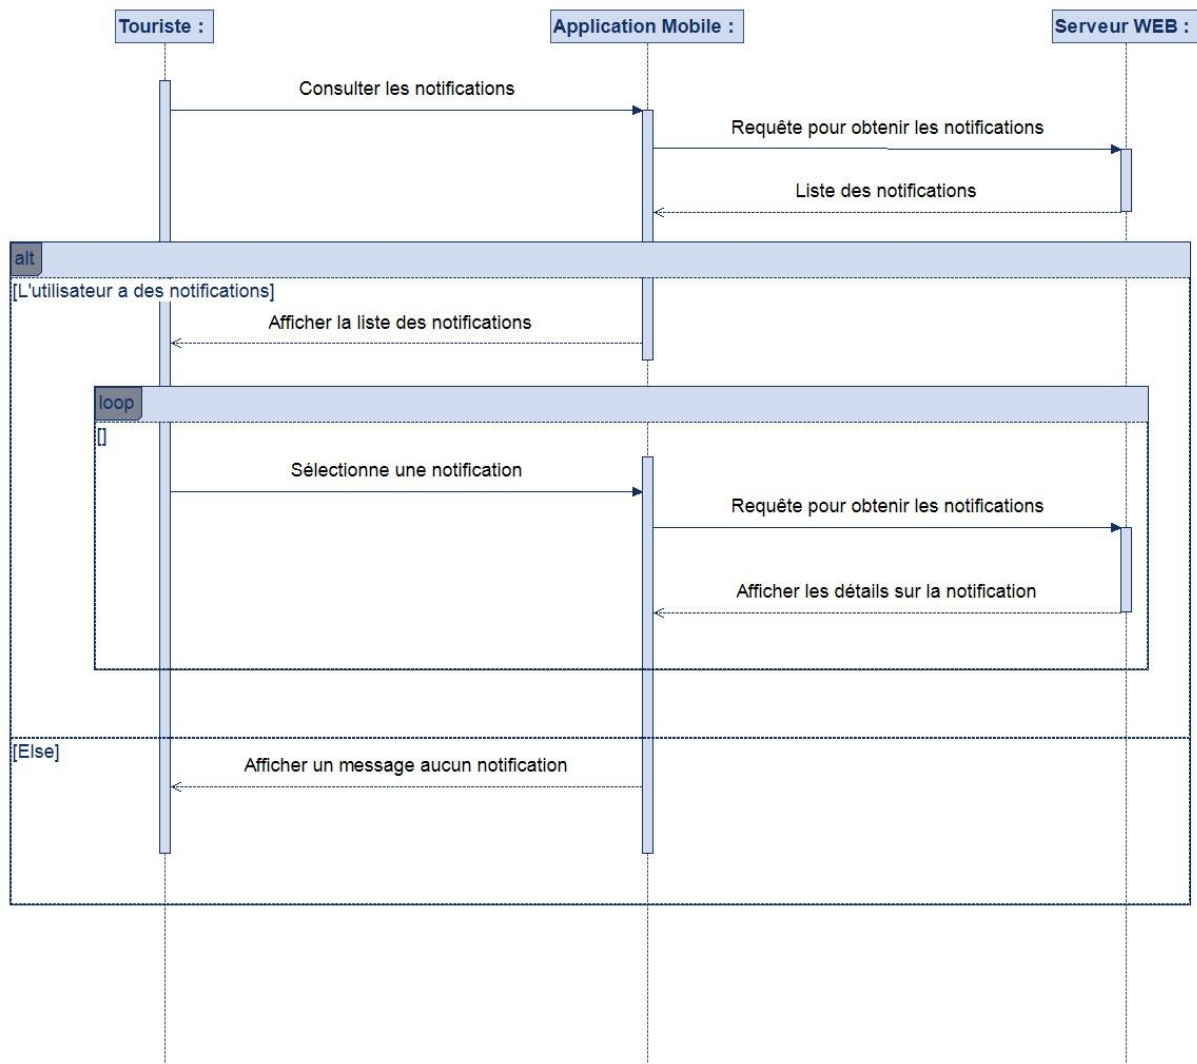 Touriste :
Application Mobile :
Serveur WEB :
Consulter les notifications
Requête pour obtenir les notifications
Liste des notifications
alt
[L'utilisateur a des notifications]
Afficher la liste des notifications
loop
[]
Sélectionne une notification
Requête pour obtenir les notifications
Afficher les détails sur la notification
[Else]
Afficher un message aucun notification